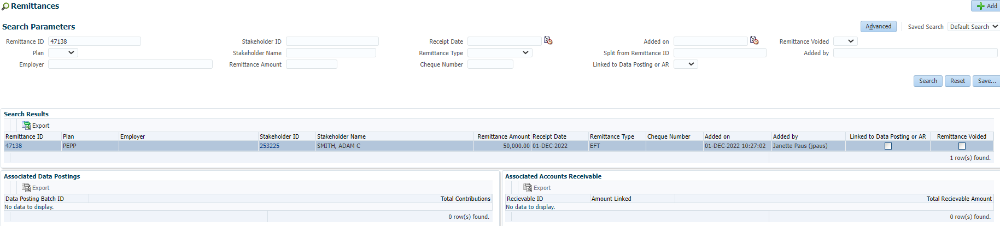 Remittances
Add
Search Parameters
Advanced Saved Search Default Search
Remittance ID 47138 Stakeholder ID Receipt Date Added on Remittance Voided
Plan Stakeholder Name Remittance Type Split from Remittance ID Added by
Employer Remittance Amount Cheque Number Linked to Data Posting or AR
Search Reset Save...
Search Results
Export
Remittance ID Plan Employer Stakeholder ID Stakeholder Name Remittance Amount Receipt Date Remittance Type Cheque Number Added on Added by Linked to Data Posting or AR Remittance Voided
47138 PEPP 253225 SMITH, ADAM C 50,000.00 01-DEC-2022 EFT 01-DEC-2022 10:27:02 Janette Paus (jpaus)
1 row(s) found.
Associated Data Postings
Export
Data Posting Batch ID Total Contributions
No data to display.
0 row(s) found.
Associated Accounts Receivable
Export
Recievable ID Amount Linked Total Recievable Amount
No data to display.
0 row(s) found.